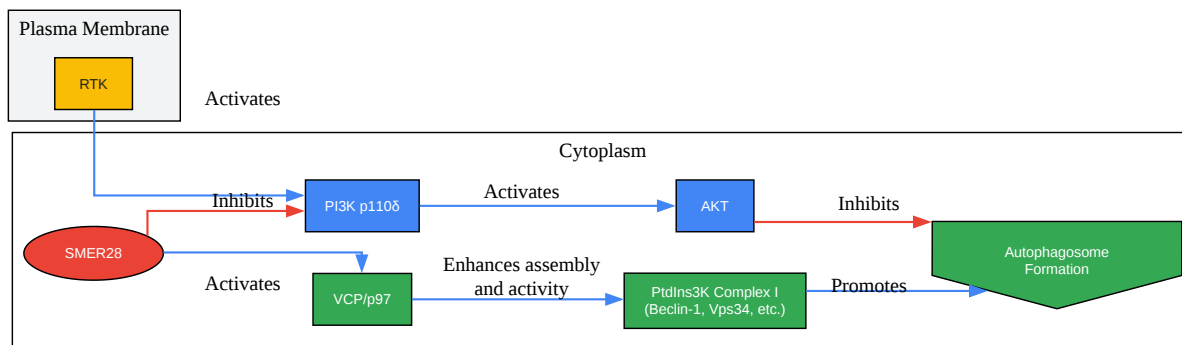 Plasma Membrane
RTK
Activates
Cytoplasm
Inhibits
PI3K p110δ
Activates
AKT
Inhibits
SMER28
Activates
VCP/p97
Enhances assembly
and activity
PtdIns3K Complex I
(Beclin-1, Vps34, etc.)
Promotes
Autophagosome
Formation